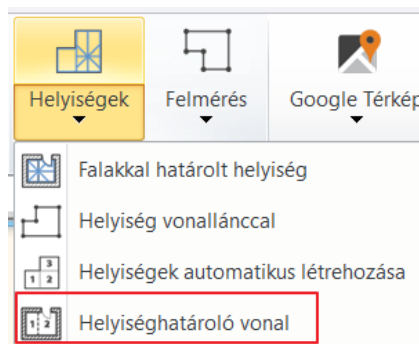 Helyiségek
Felmérés
Google Térkép
Falakkal határolt helyiség
Helyiség vonallánccal
Helyiségek automatikus létrehozása
Helyiséghatároló vonal